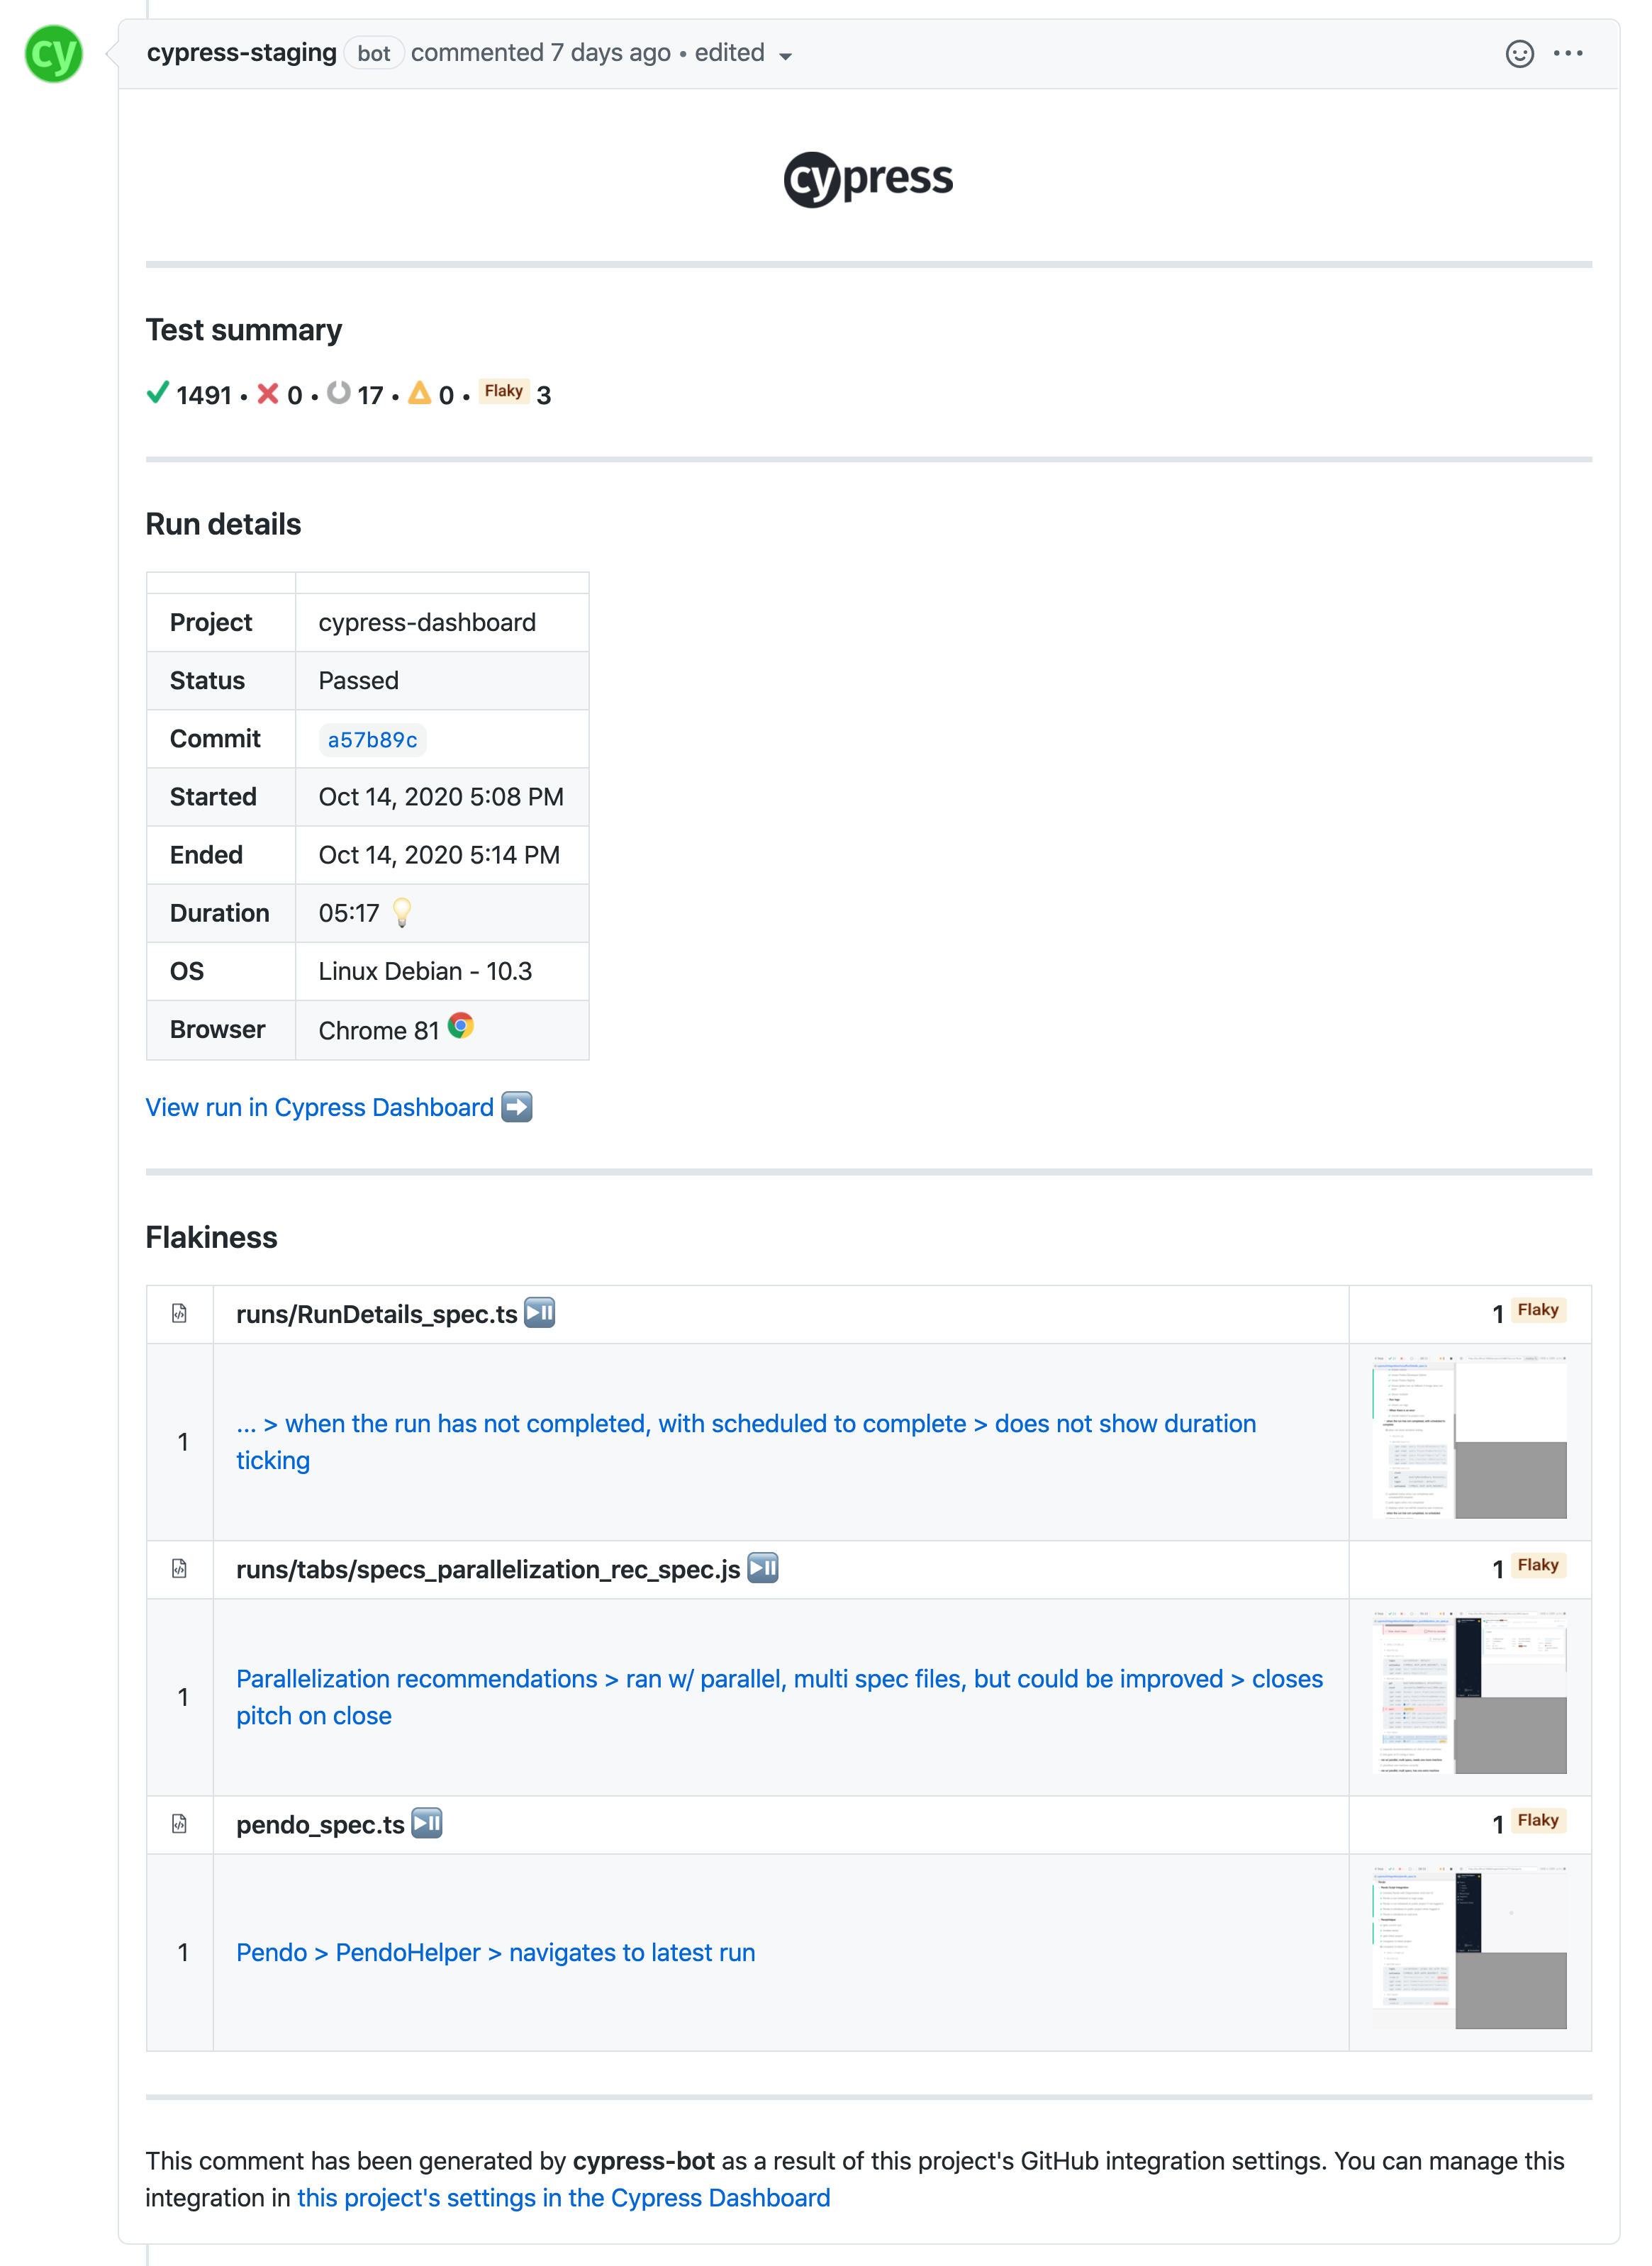 cy cypress-staging bot commented 7 days ago • edited
cypress
Test summary
1491 • 0 • 17 • 0 • Flaky 3
Run details
Project cypress-dashboard
Status Passed
Commit a57b89c
Started Oct 14, 2020 5:08 PM
Ended Oct 14, 2020 5:14 PM
Duration 05:17
OS Linux Debian - 10.3
Browser Chrome 81
View run in Cypress Dashboard
Flakiness
runs/RunDetails_spec.ts 1 Flaky
1 ... > when the run has not completed, with scheduled to complete > does not show duration
ticking
runs/tabs/specs_parallelization_rec_spec.js 1 Flaky
1 Parallelization recommendations > ran w/ parallel, multi spec files, but could be improved > closes
pitch on close
pendo_spec.ts 1 Flaky
1 Pendo > PendoHelper > navigates to latest run
This comment has been generated by cypress-bot as a result of this project's GitHub integration settings. You can manage this
integration in this project's settings in the Cypress Dashboard